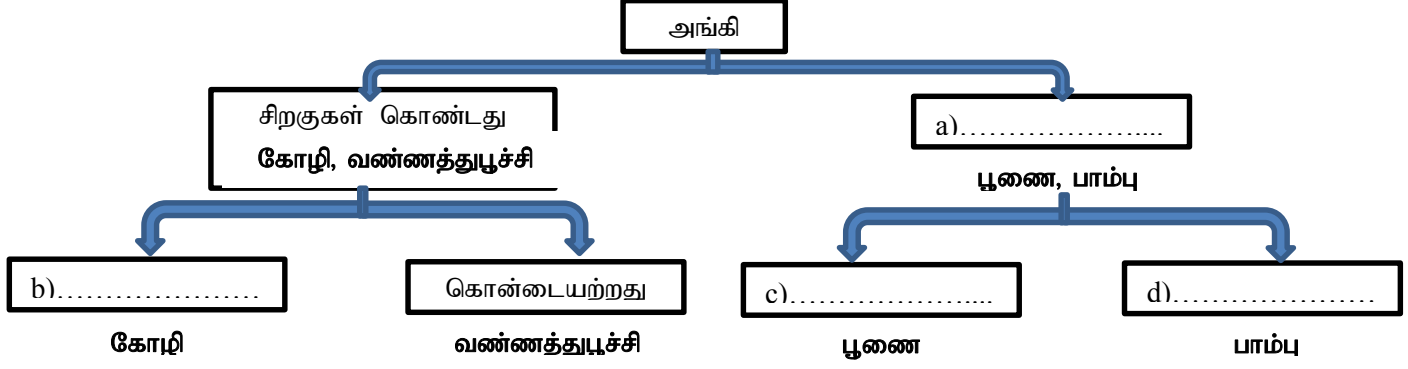 அங்கி
சிறகுகள் கொண்டது
கோழி, வண்ணத்துபூச்சி
a)…………………....
பூணை, பாம்பு
b)…………………
கொன்டையற்றது
c)…………………....
d)…………………
கோழி
வண்ணத்துபூச்சி
பூணை
பாம்பு